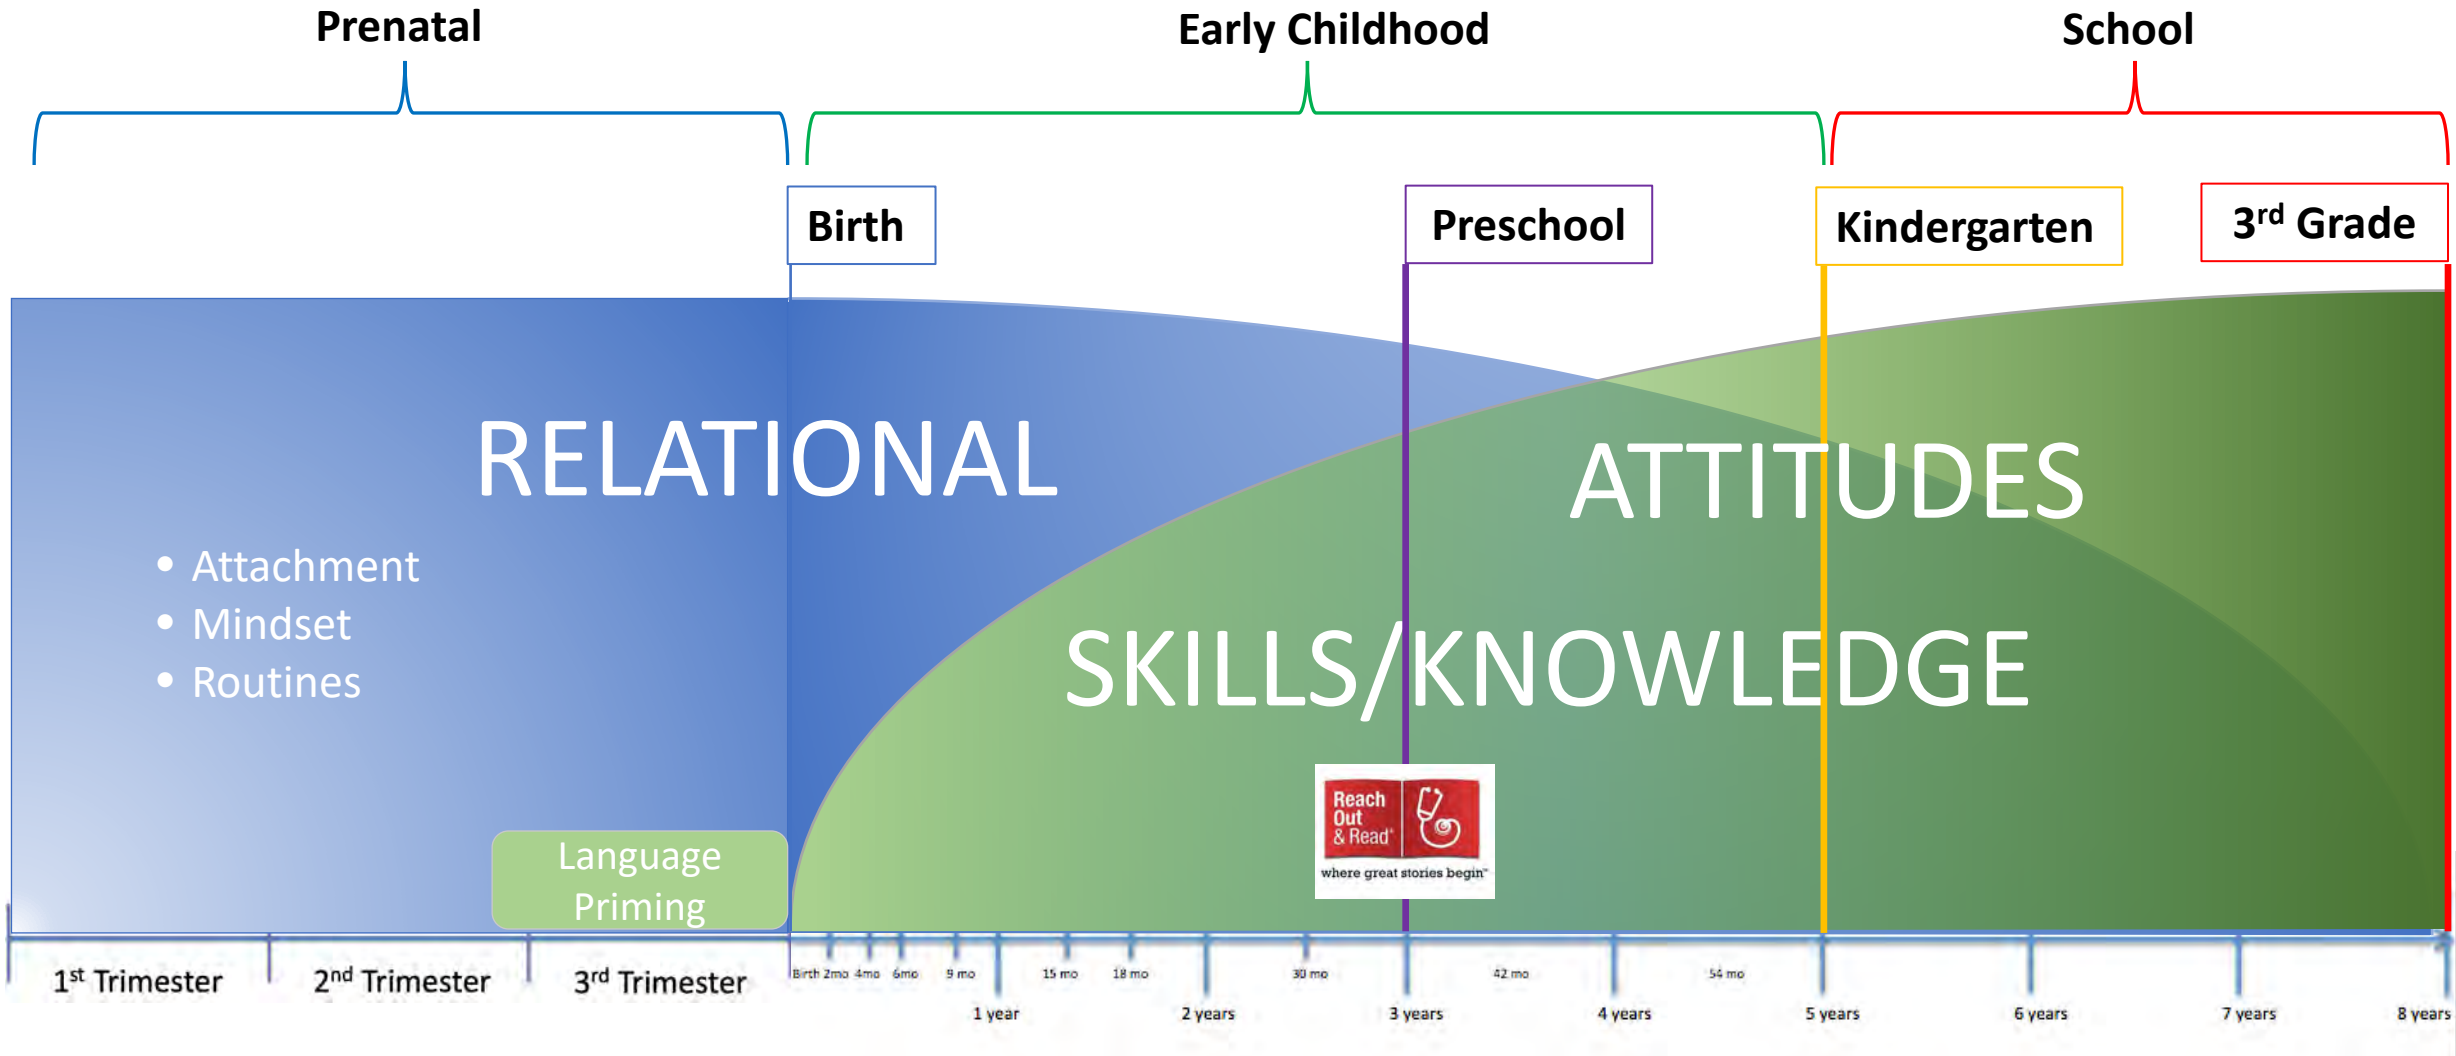 Prenatal
Early Childhood
School
Birth
Preschool
Kindergarten
3rd Grade
RELATIONAL
ATTITUDES
• Attachment
• Mindset
• Routines
SKILLS/KNOWLEDGE
Reach
Out
& Read®
where great stories begin™
Language
Priming
1st Trimester
2nd Trimester
3rd Trimester
Birth 2mo 4mo 6mo 9 mo 15 mo 18 mo 30 mo 42 mo 54 mo
1 year 2 years 3 years 4 years 5 years 6 years 7 years 8 years